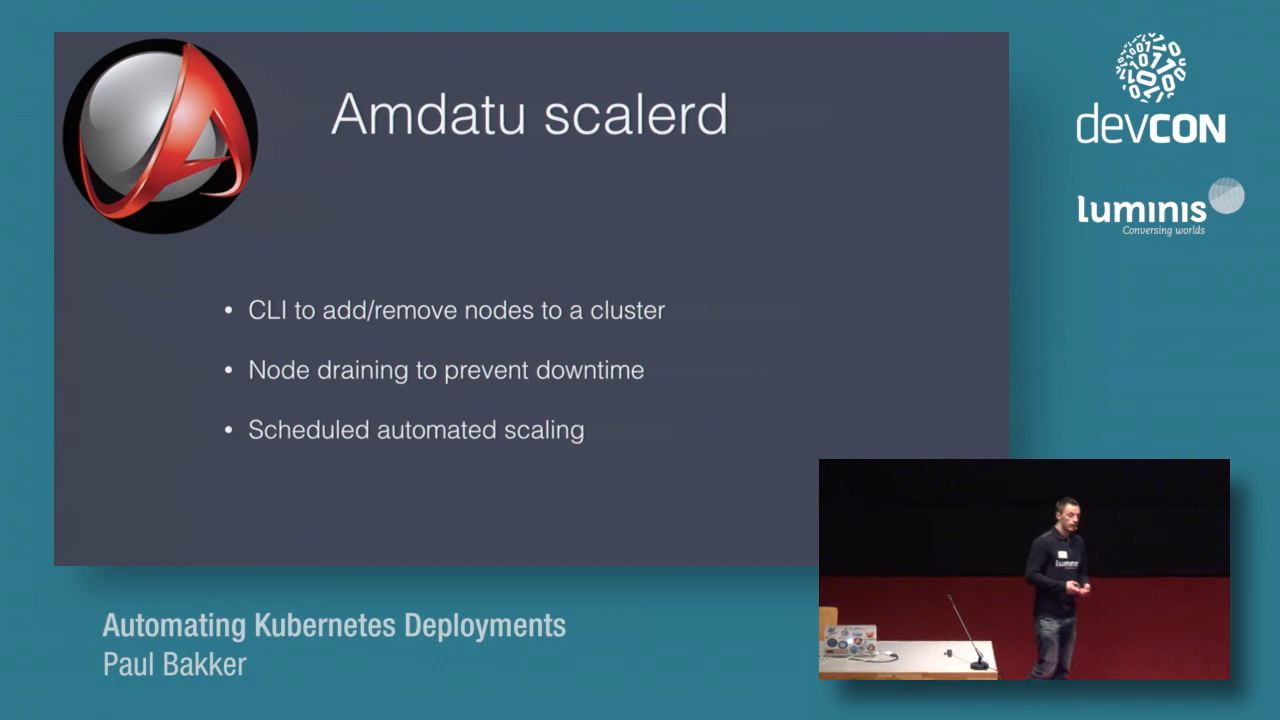 Amdatu scalerd
• CLI to add/remove nodes to a cluster
• Node draining to prevent downtime
• Scheduled automated scaling
devCON
luminis
Conversing worlds
luminis
Automating Kubernetes Deployments
Paul Bakker